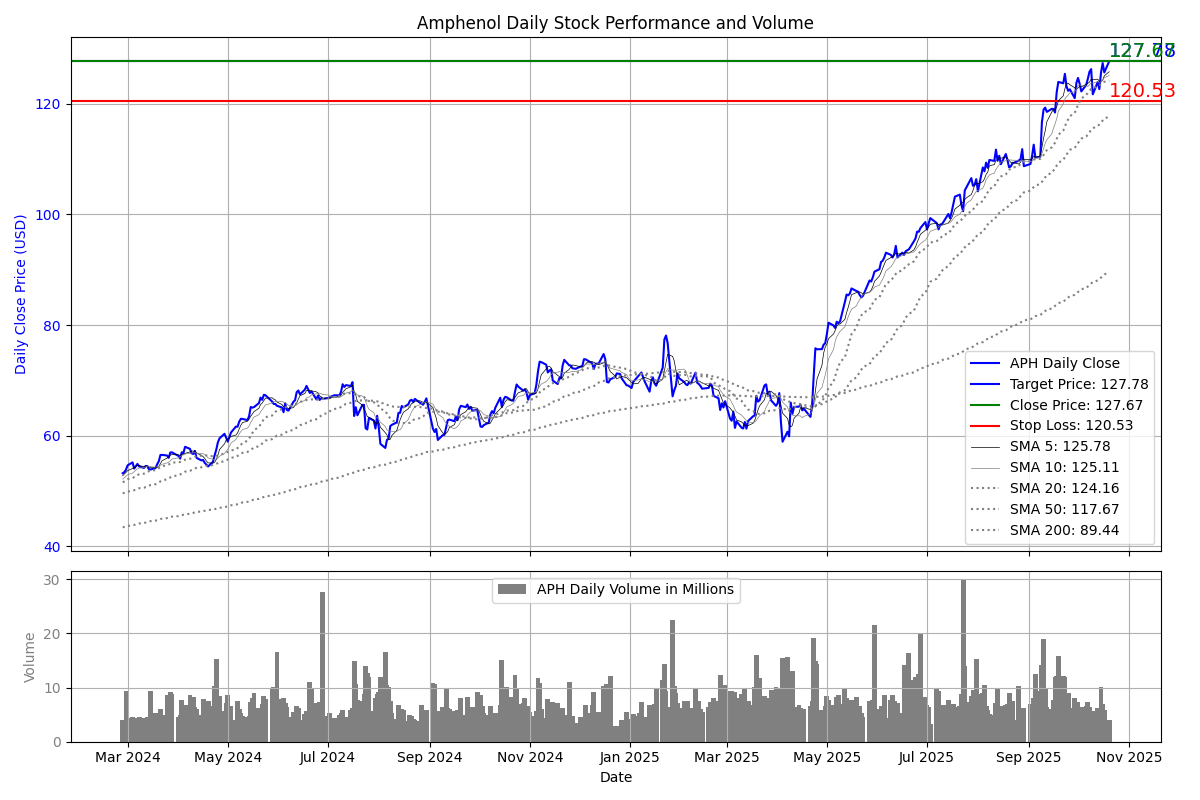 Amphenol Daily Stock Performance and Volume
127.78
127.67
120.53
Daily Close Price (USD)
120
100
80
60
40
APH Daily Close
Target Price: 127.78
Close Price: 127.67
Stop Loss: 120.53
SMA 5: 125.78
SMA 10: 125.11
SMA 20: 124.16
SMA 50: 117.67
SMA 200: 89.44
Volume
30
20
10
0
APH Daily Volume in Millions
Mar 2024
May 2024
Jul 2024
Sep 2024
Nov 2024
Jan 2025
Mar 2025
May 2025
Jul 2025
Sep 2025
Nov 2025
Date